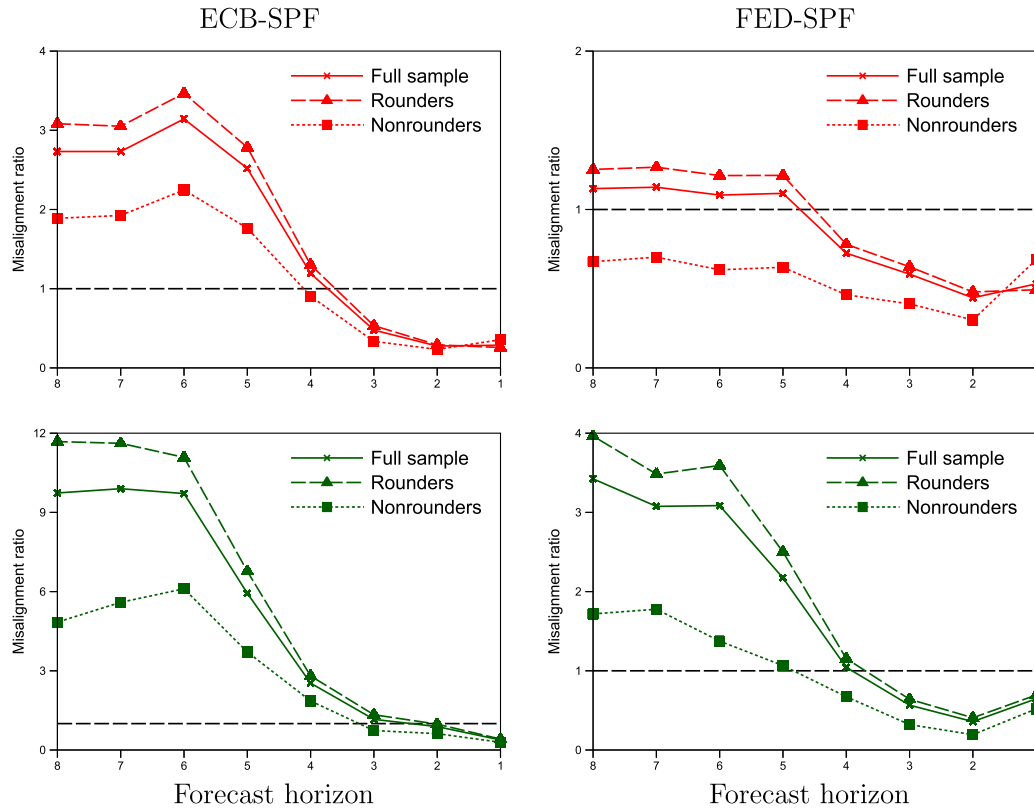 ECB-SPF
FED-SPF
4
3
2
1
0
Misalignment ratio
Full sample
Rounders
Nonrounders
8 7 6 5 4 3 2 1
2
1
0
Misalignment ratio
Full sample
Rounders
Nonrounders
8 7 6 5 4 3 2
12
9
6
3
0
Misalignment ratio
Full sample
Rounders
Nonrounders
8 7 6 5 4 3 2 1
Forecast horizon
4
3
2
1
0
Misalignment ratio
Full sample
Rounders
Nonrounders
8 7 6 5 4 3 2
Forecast horizon